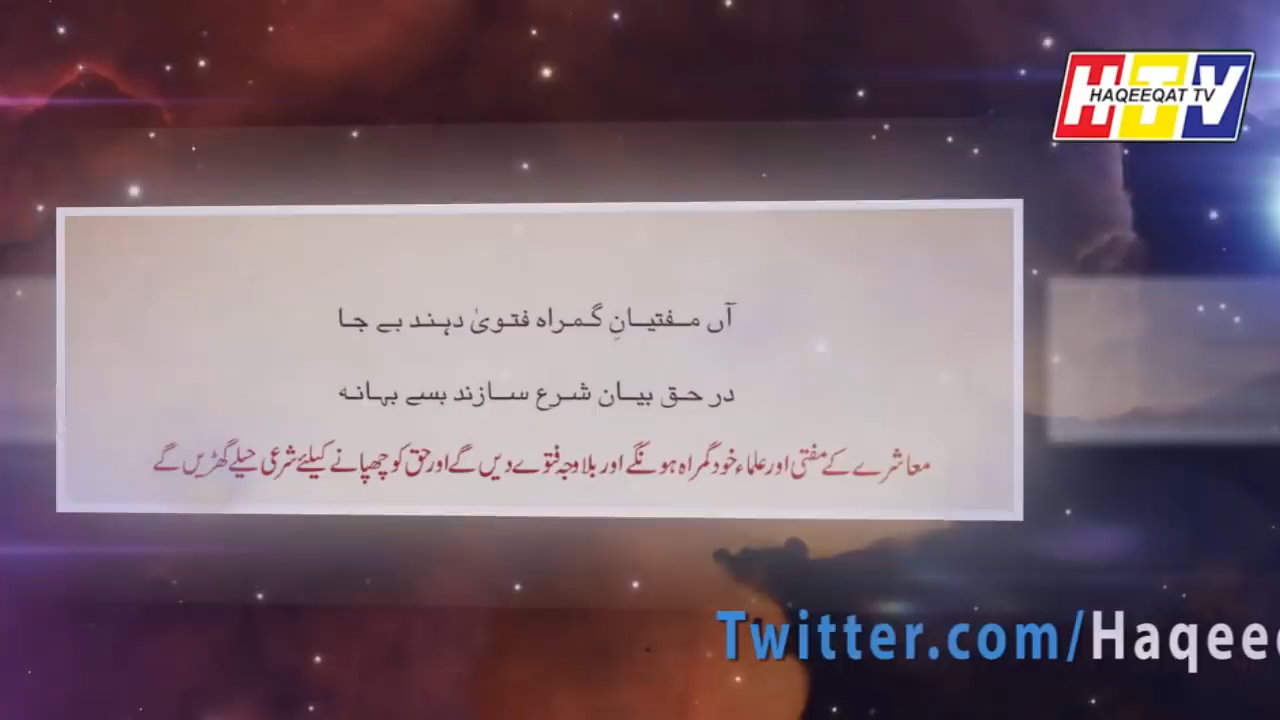 HTV
HAQEEQAT TV
آں مفتیانِ گمراہ فتویٰ دہند بے جا
در حق بیان شرع سازند بسے بہانہ
معاشرے کے مفتی اور علماء خود گمراہ ہونگے اور بلاوجہ فتوے دیں گے اور حق کو چھپانے کیلئے شرعی حیلے گھڑیں گے
Twitter.com/Haqee